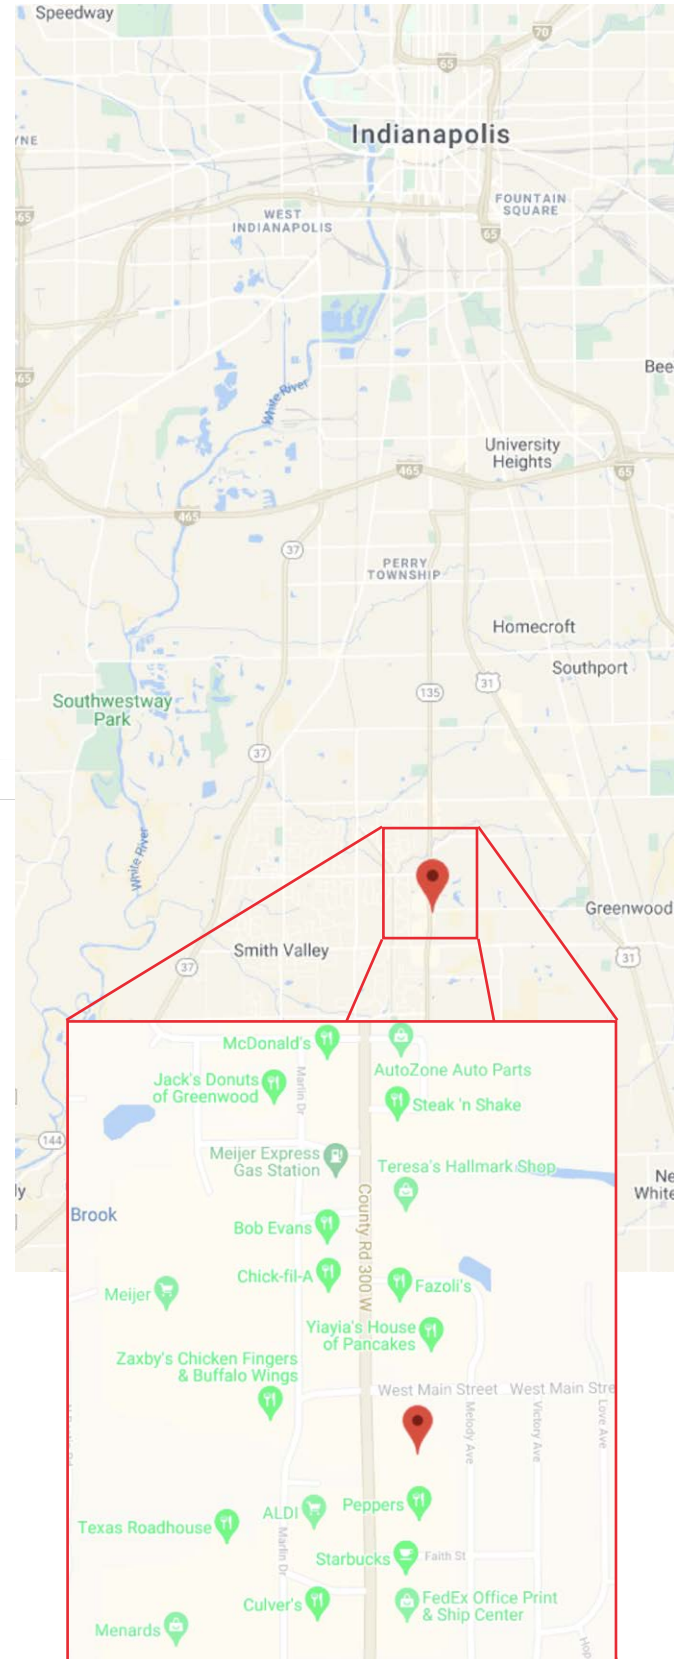 Speedway
70
65
Indianapolis
YNE
65
FOUNTAIN
SQUARE
WEST
INDIANAPOLIS
65
65
Bee
White River
University
Heights
465
65
465
37
PERRY
TOWNSHIP
Homecroft
Southport
31
135
Southwestway
Park
37
White River
Greenwood
Smith Valley
31
37
McDonald's
AutoZone Auto Parts
Jack's Donuts
of Greenwood
Marlin Dr
Steak 'n Shake
144
Meijer Express
Gas Station
Teresa's Hallmark Shop
Ne
White
ly
Brook
County Rd 300 W
Bob Evans
Chick-fil-A
Meijer
Fazoli's
Yiayia's House
of Pancakes
Zaxby's Chicken Fingers
& Buffalo Wings
West Main Street
West Main Stre
Melody Ave
Victory Ave
Love Ave
ALDI
Peppers
Texas Roadhouse
Marlin Dr
Starbucks
Faith St
Culver's
FedEx Office Print
& Ship Center
Menards
Hop